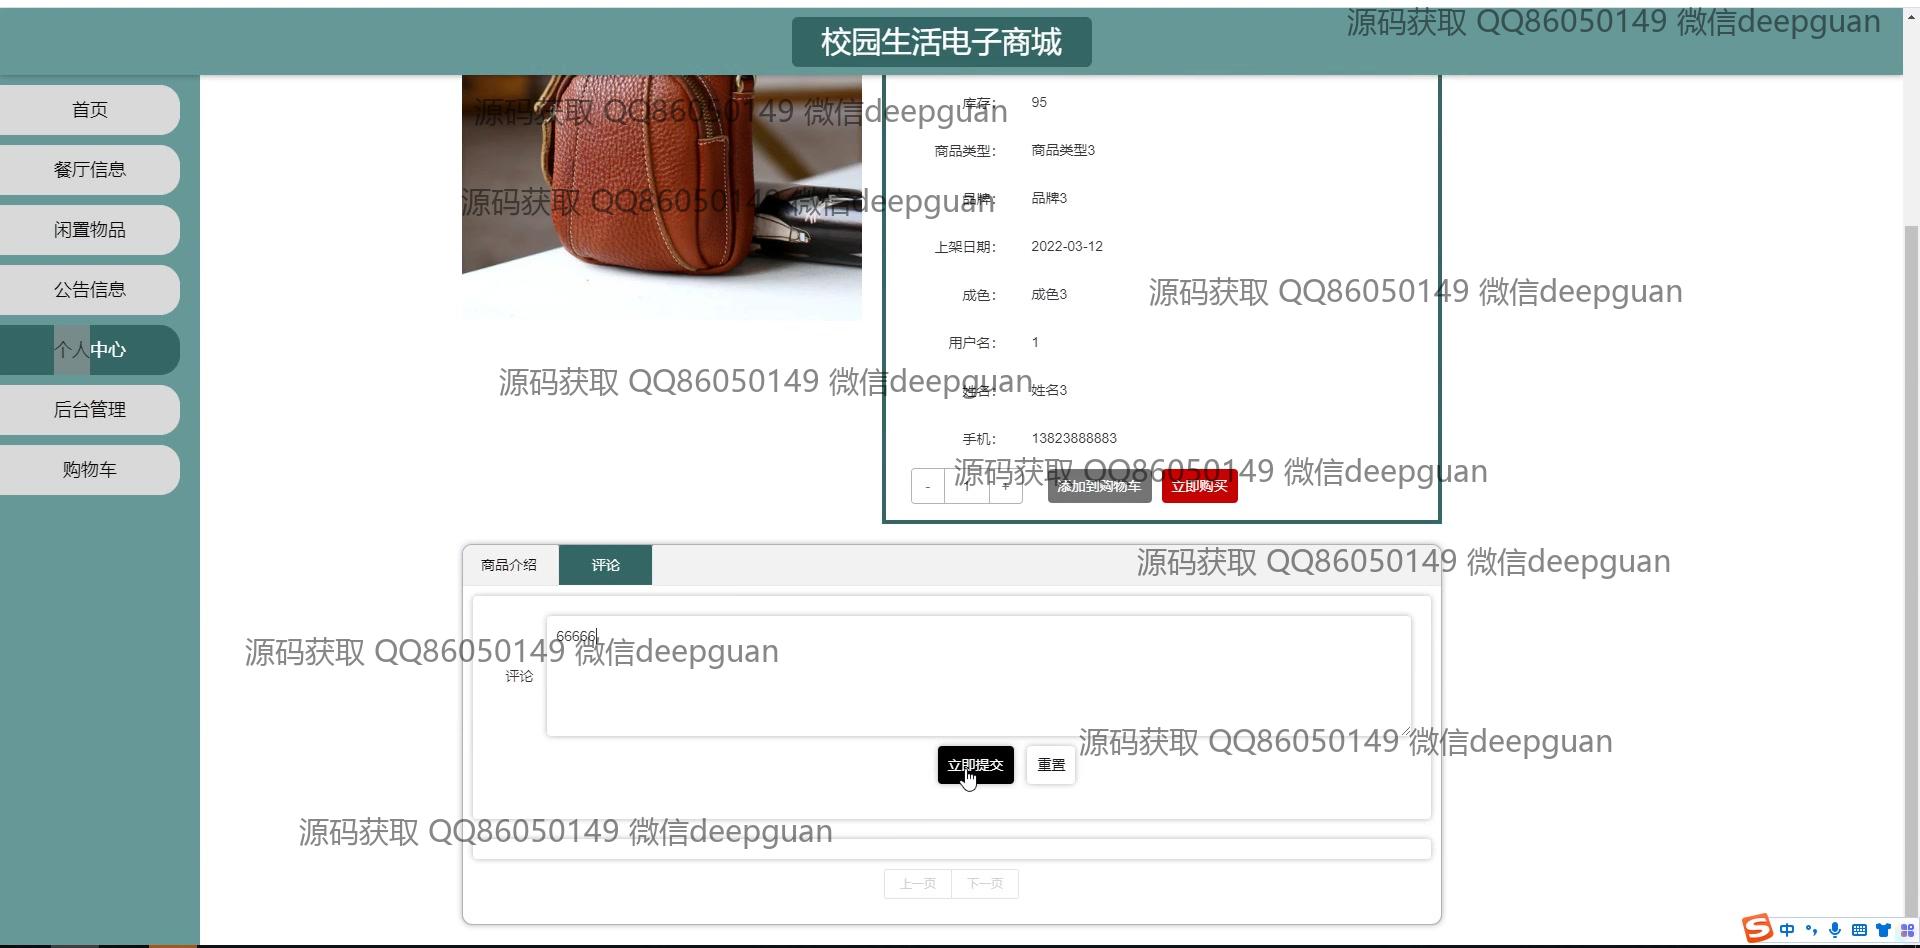 校园生活电子商城
源码获取 QQ86050149 微信deepguan
首页
餐厅信息
闲置物品
公告信息
个人中心
后台管理
购物车
源码获取 QQ86050149 微信deepguan
库存： 95
商品类型： 商品类型3
源码获取 QQ86050149 微信deepguan
品牌： 品牌3
上架日期： 2022-03-12
成色： 成色3
源码获取 QQ86050149 微信deepguan
用户名： 1
源码获取 QQ86050149 微信deepguan
姓名： 姓名3
手机： 13823888883
源码获取 QQ86050149 微信deepguan
- 1 + 添加到购物车 立即购买
商品介绍 评论
源码获取 QQ86050149 微信deepguan
66666
源码获取 QQ86050149 微信deepguan
评论
源码获取 QQ86050149 微信deepguan
立即提交 重置
源码获取 QQ86050149 微信deepguan
上一页 下一页
中